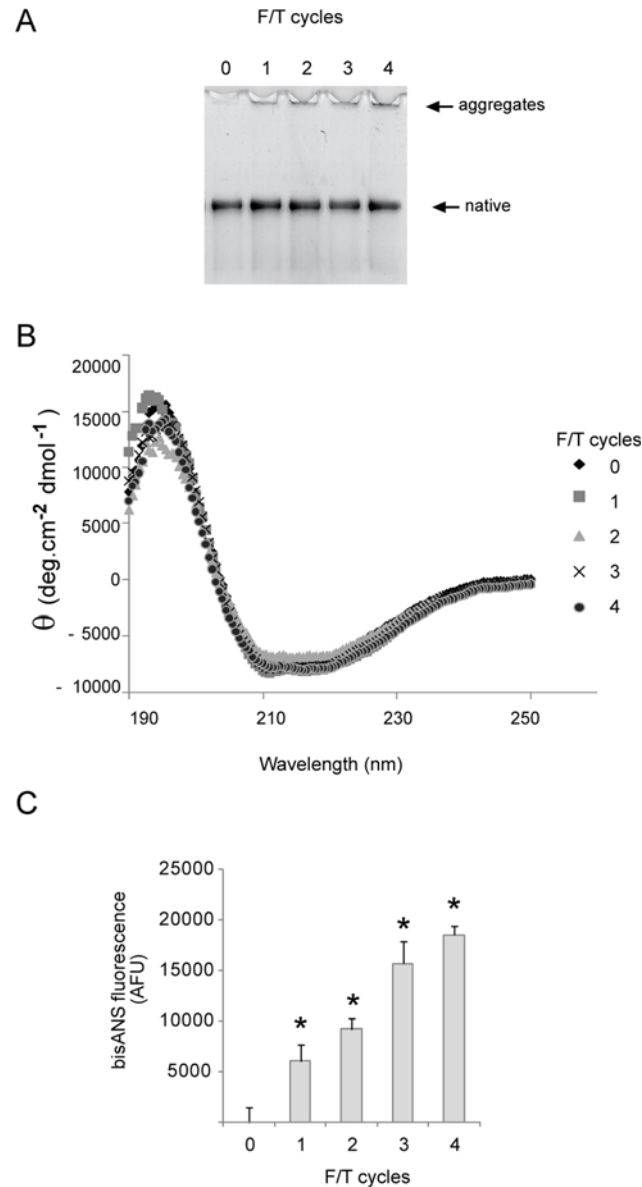 A
F/T cycles
0 1 2 3 4
aggregates
native
B
20000
15000
10000
5000
0
- 5000
- 10000
θ (deg.cm-2 dmol-1)
190 210 230 250
Wavelength (nm)
F/T cycles
0
1
2
3
4
C
25000
20000
15000
10000
5000
bisANS fluorescence
(AFU)
* * * *
0 1 2 3 4
F/T cycles